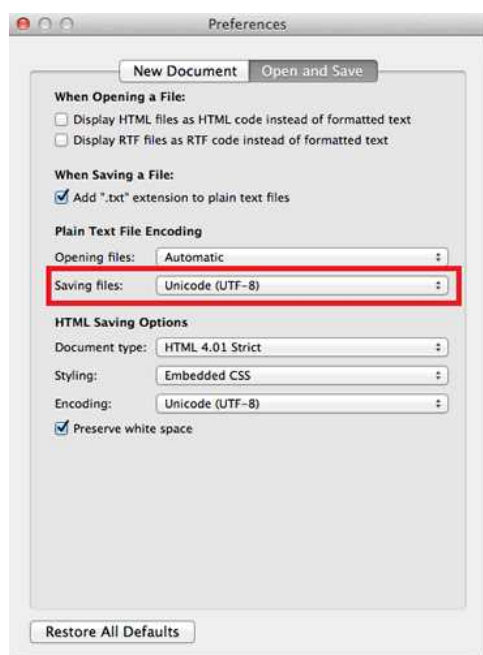 Preferences
New Document Open and Save
When Opening a File:
Display HTML files as HTML code instead of formatted text
Display RTF files as RTF code instead of formatted text
When Saving a File:
Add ".txt" extension to plain text files
Plain Text File Encoding
Opening files: Automatic
Saving files: Unicode (UTF-8)
HTML Saving Options
Document type: HTML 4.01 Strict
Styling: Embedded CSS
Encoding: Unicode (UTF-8)
Preserve white space
Restore All Defaults